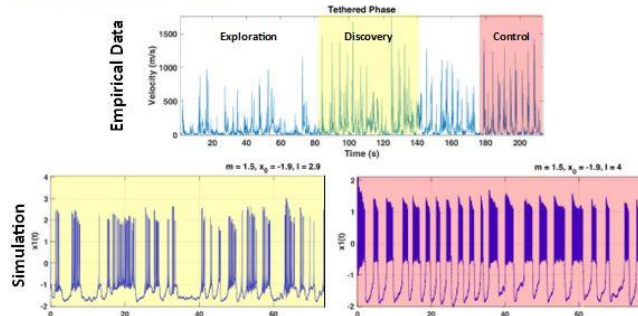 Tethered Phase
Empirical Data
Velocity (m/s)
Exploration
Discovery
Control
1500
1000
500
0
20 40 60 80 100 120 140 160 180 200
Time (s)
Simulation
m = 1.5, x0 = -1.9, I = 2.9
x1(t)
4
3
2
1
0
-1
-2
0 20 40 60
m = 1.5, x0 = -1.9, I = 4
x1(t)
2
1
0
-1
-2
0 20 40 60